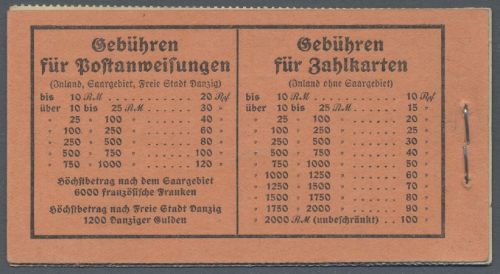 Gebühren
für Postanweisungen
(Inland, Saargebiet, Freie Stadt Danzig)
bis 10 RM . . . . . . . . . . 20 Rpf
über 10 bis 25 RM . . . . 30 "
" 25 " 100 " . . . . 40 "
" 100 " 250 " . . . . 60 "
" 250 " 500 " . . . . 80 "
" 500 " 750 " . . . . 100 "
" 750 " 1000 " . . . . 120 "
Höchstbetrag nach dem Saargebiet
6000 französische Franken
Höchstbetrag nach Freie Stadt Danzig
1200 Danziger Gulden
Gebühren
für Zahlkarten
(Inland ohne Saargebiet)
bis 10 RM . . . . . . . . . . 10 Rpf
über 10 bis 25 RM . . . . 15 "
" 25 " 100 " . . . . 20 "
" 100 " 250 " . . . . 25 "
" 250 " 500 " . . . . 30 "
" 500 " 750 " . . . . 40 "
" 750 " 1000 " . . . . 50 "
" 1000 " 1250 " . . . . 60 "
" 1250 " 1500 " . . . . 70 "
" 1500 " 1750 " . . . . 80 "
" 1750 " 2000 " . . . . 90 "
" 2000 RM (unbeschränkt) . 100 "